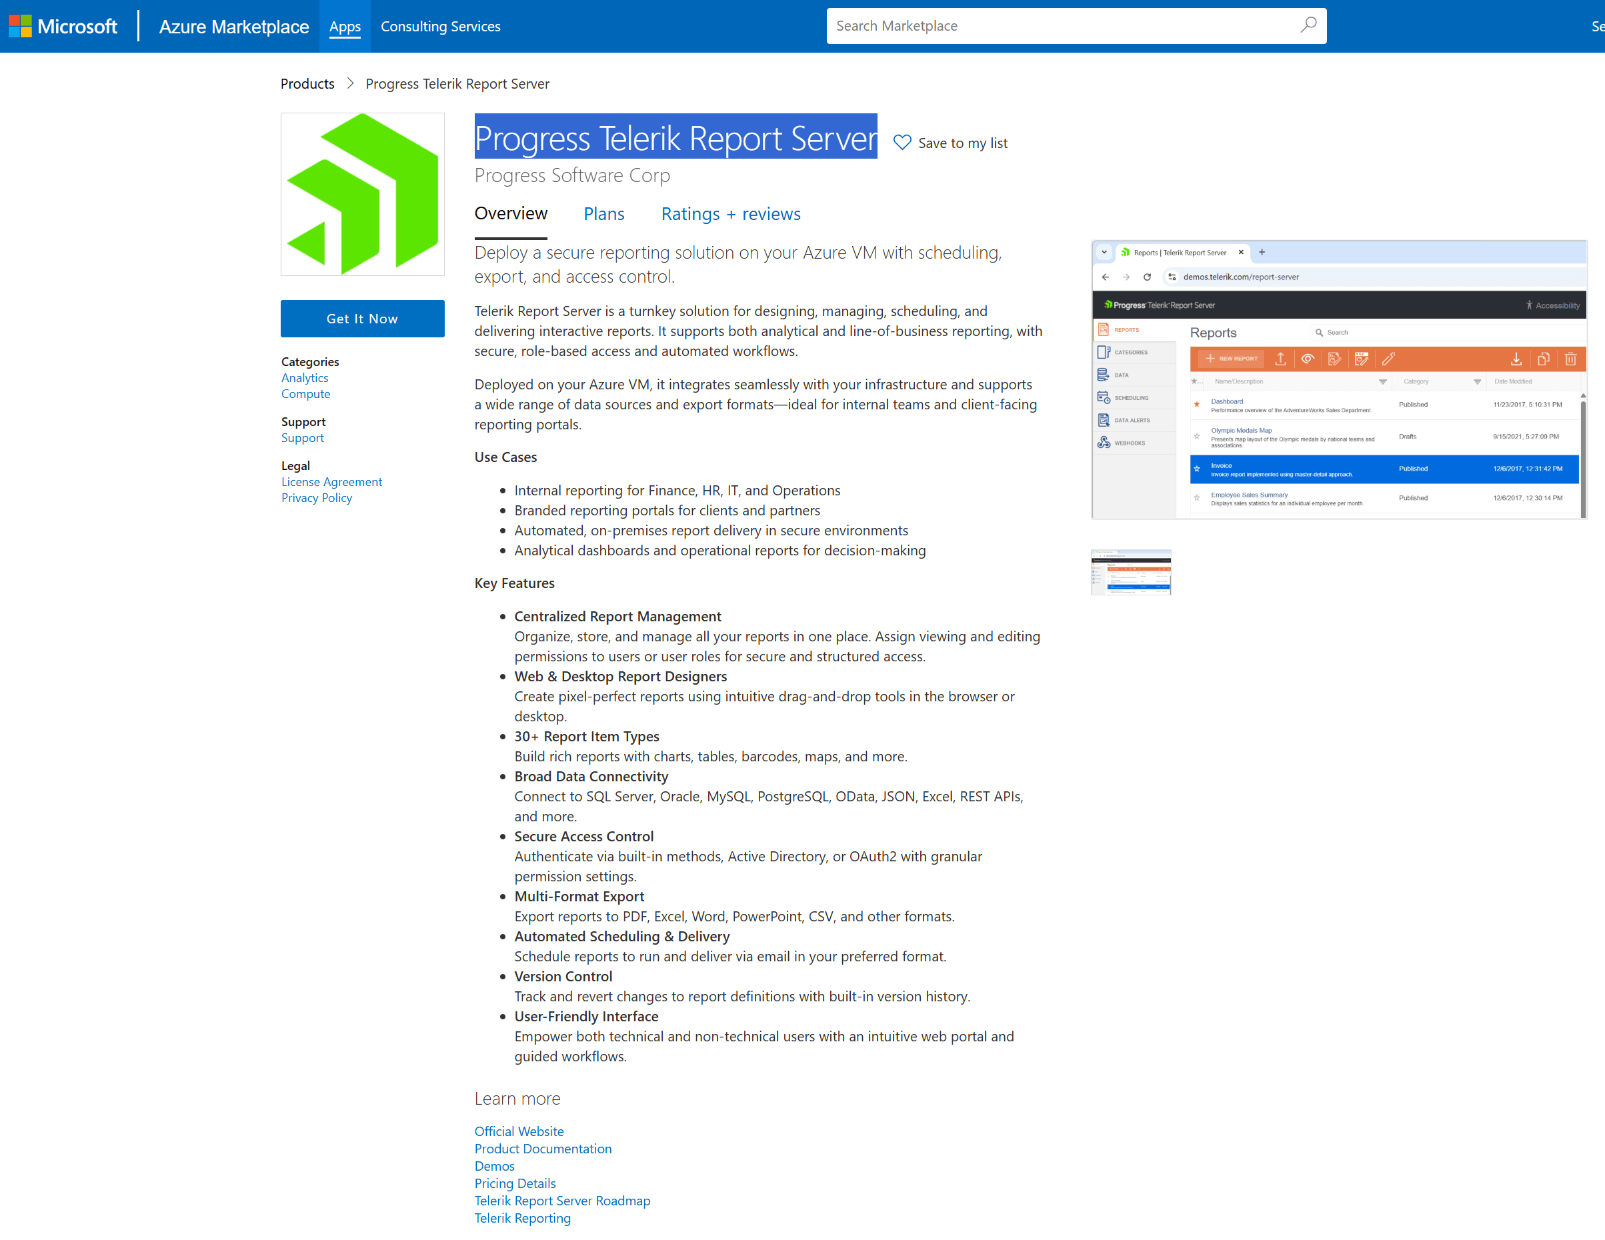 Microsoft
Azure Marketplace
Apps
Consulting Services
Search Marketplace
Se
Products
Progress Telerik Report Server
Progress Telerik Report Server
Save to my list
Progress Software Corp
Overview
Plans
Ratings + reviews
Get It Now
Categories
Analytics
Compute
Support
Support
Legal
License Agreement
Privacy Policy
Deploy a secure reporting solution on your Azure VM with scheduling,
export, and access control.
Telerik Report Server is a turnkey solution for designing, managing, scheduling, and
delivering interactive reports. It supports both analytical and line-of-business reporting, with
secure, role-based access and automated workflows.
Deployed on your Azure VM, it integrates seamlessly with your infrastructure and supports
a wide range of data sources and export formats—ideal for internal teams and client-facing
reporting portals.
Use Cases
Internal reporting for Finance, HR, IT, and Operations
Branded reporting portals for clients and partners
Automated, on-premises report delivery in secure environments
Analytical dashboards and operational reports for decision-making
Key Features
Centralized Report Management
Organize, store, and manage all your reports in one place. Assign viewing and editing
permissions to users or user roles for secure and structured access.
Web & Desktop Report Designers
Create pixel-perfect reports using intuitive drag-and-drop tools in the browser or
desktop.
30+ Report Item Types
Build rich reports with charts, tables, barcodes, maps, and more.
Broad Data Connectivity
Connect to SQL Server, Oracle, MySQL, PostgreSQL, OData, JSON, Excel, REST APIs,
and more.
Secure Access Control
Authenticate via built-in methods, Active Directory, or OAuth2 with granular
permission settings.
Multi-Format Export
Export reports to PDF, Excel, Word, PowerPoint, CSV, and other formats.
Automated Scheduling & Delivery
Schedule reports to run and deliver via email in your preferred format.
Version Control
Track and revert changes to report definitions with built-in version history.
User-Friendly Interface
Empower both technical and non-technical users with an intuitive web portal and
guided workflows.
Learn more
Official Website
Product Documentation
Demos
Pricing Details
Telerik Report Server Roadmap
Telerik Reporting
Reports | Telerik Report Server
demos.telerik.com/report-server
Progress Telerik Report Server
Accessibility
REPORTS
CATEGORIES
DATA
SCHEDULING
DATA ALERTS
WEBHOOKS
Reports
Search
NEW REPORT
Name/Description
Category
Date Modified
Dashboard
Performance overview of the AdventureWorks Sales Department.
Published
11/23/2017, 5:10:31 PM
Olympic Medals Map
Presents map layout of the Olympic medals by national teams and
associations.
Drafts
9/15/2021, 5:27:09 PM
Invoice
Invoice report implemented using master-detail approach.
Published
12/6/2017, 12:31:42 PM
Employee Sales Summary
Displays sales statistics for an individual employee per month.
Published
12/6/2017, 12:30:14 PM